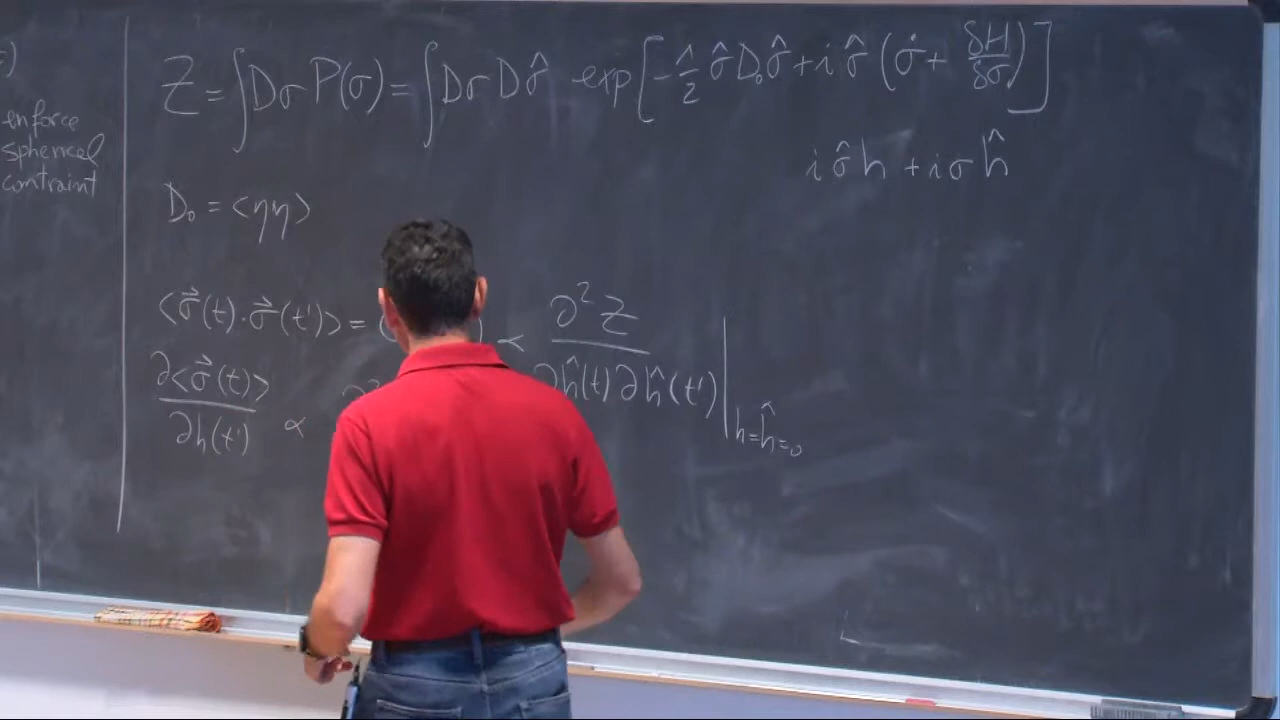 enforce
spherical
contraint
Z = ∫Dσ P(σ) = ∫Dσ Dσ̂ exp[-1/2 σ̂ D₀ σ̂ + i σ̂ (σ̇ + δH/δσ)]
i σ̂ h + i σ ĥ
D₀ = <ηη>
<σ⃗(t)·σ⃗(t')> = ∝ ∂²Z / ∂ĥ(t) ∂ĥ(t') |h=ĥ=0
∂<σ⃗(t)> / ∂h(t') ∝